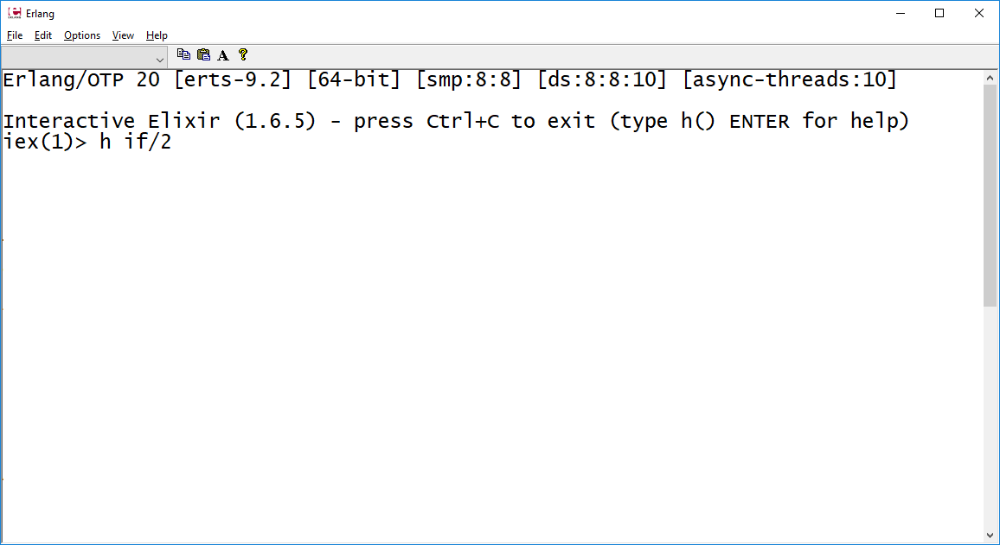 Erlang
File Edit Options View Help
Erlang/OTP 20 [erts-9.2] [64-bit] [smp:8:8] [ds:8:8:10] [async-threads:10]
Interactive Elixir (1.6.5) - press Ctrl+C to exit (type h() ENTER for help)
iex(1)> h if/2